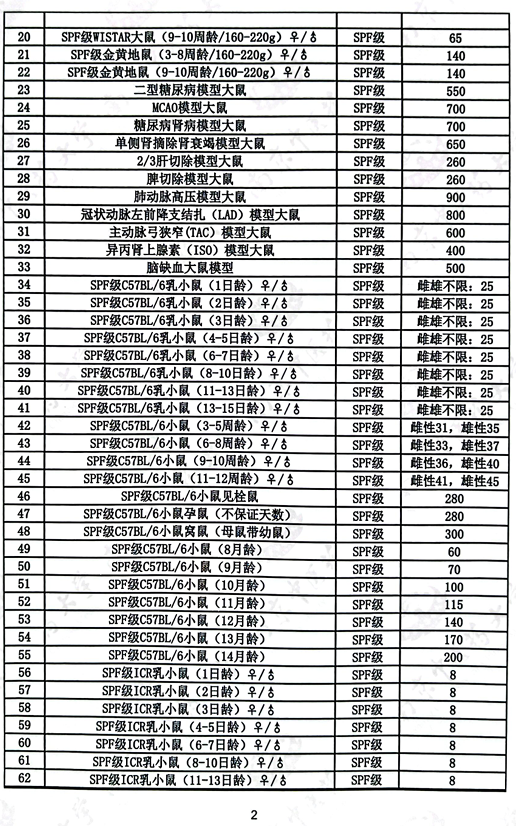 20 SPF级WISTAR大鼠（9-10周龄/160-220g）♀/♂ SPF级 65
21 SPF级金黄地鼠（3-8周龄/160-220g）♀/♂ SPF级 140
22 SPF级金黄地鼠（9-10周龄/160-220g）♀/♂ SPF级 140
23 二型糖尿病模型大鼠 SPF级 550
24 MCAO模型大鼠 SPF级 700
25 糖尿病肾病模型大鼠 SPF级 700
26 单侧肾摘除肾衰竭模型大鼠 SPF级 650
27 2/3肝切除模型大鼠 SPF级 260
28 脾切除模型大鼠 SPF级 260
29 肺动脉高压模型大鼠 SPF级 900
30 冠状动脉左前降支结扎（LAD）模型大鼠 SPF级 800
31 主动脉弓狭窄(TAC）模型大鼠 SPF级 600
32 异丙肾上腺素（ISO）模型大鼠 SPF级 400
33 脑缺血大鼠模型 SPF级 500
34 SPF级C57BL/6乳小鼠（1日龄）♀/♂ SPF级 雌雄不限：25
35 SPF级C57BL/6乳小鼠（2日龄）♀/♂ SPF级 雌雄不限：25
36 SPF级C57BL/6乳小鼠（3日龄）♀/♂ SPF级 雌雄不限：25
37 SPF级C57BL/6乳小鼠（4-5日龄）♀/♂ SPF级 雌雄不限：25
38 SPF级C57BL/6乳小鼠（6-7日龄）♀/♂ SPF级 雌雄不限：25
39 SPF级C57BL/6乳小鼠（8-10日龄）♀/♂ SPF级 雌雄不限：25
40 SPF级C57BL/6乳小鼠（11-13日龄）♀/♂ SPF级 雌雄不限：25
41 SPF级C57BL/6乳小鼠（13-15日龄）♀/♂ SPF级 雌雄不限：25
42 SPF级C57BL/6小鼠（3-5周龄）♀/♂ SPF级 雌性31，雄性35
43 SPF级C57BL/6小鼠（6-8周龄）♀/♂ SPF级 雌性33，雄性37
44 SPF级C57BL/6小鼠（9-10周龄）♀/♂ SPF级 雌性36，雄性40
45 SPF级C57BL/6小鼠（11-12周龄）♀/♂ SPF级 雌性41，雄性45
46 SPF级C57BL/6小鼠见栓鼠 SPF级 280
47 SPF级C57BL/6小鼠孕鼠（不保证天数） SPF级 280
48 SPF级C57BL/6小鼠窝鼠（母鼠带幼鼠） SPF级 300
49 SPF级C57BL/6小鼠（8月龄） SPF级 60
50 SPF级C57BL/6小鼠（9月龄） SPF级 70
51 SPF级C57BL/6小鼠（10月龄） SPF级 100
52 SPF级C57BL/6小鼠（11月龄） SPF级 115
53 SPF级C57BL/6小鼠（12月龄） SPF级 140
54 SPF级C57BL/6小鼠（13月龄） SPF级 170
55 SPF级C57BL/6小鼠（14月龄） SPF级 200
56 SPF级ICR乳小鼠（1日龄）♀/♂ SPF级 8
57 SPF级ICR乳小鼠（2日龄）♀/♂ SPF级 8
58 SPF级ICR乳小鼠（3日龄）♀/♂ SPF级 8
59 SPF级ICR乳小鼠（4-5日龄）♀/♂ SPF级 8
60 SPF级ICR乳小鼠（6-7日龄）♀/♂ SPF级 8
61 SPF级ICR乳小鼠（8-10日龄）♀/♂ SPF级 8
62 SPF级ICR乳小鼠（11-13日龄）♀/♂ SPF级 8
2